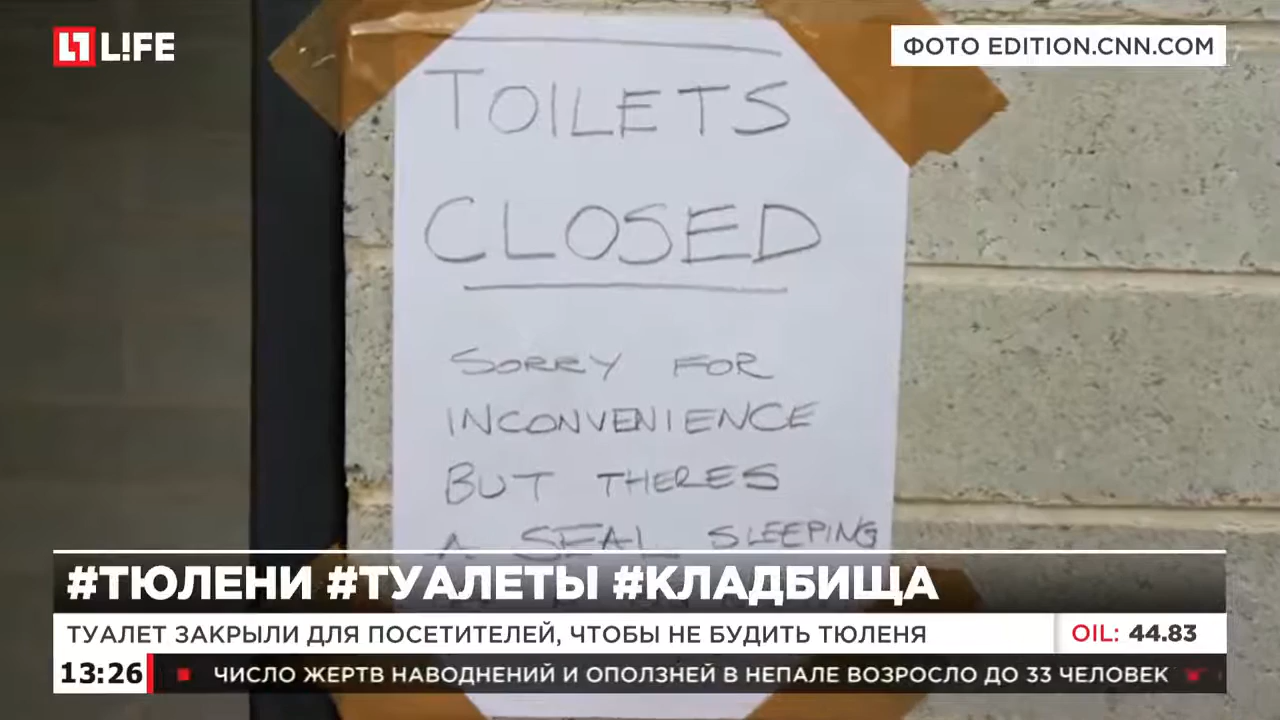 L!FE
ФОТО EDITION.CNN.COM
TOILETS
CLOSED
SORRY FOR
INCONVENIENCE
BUT THERES
A SEAL SLEEPING
#ТЮЛЕНИ #ТУАЛЕТЫ #КЛАДБИЩА
ТУАЛЕТ ЗАКРЫЛИ ДЛЯ ПОСЕТИТЕЛЕЙ, ЧТОБЫ НЕ БУДИТЬ ТЮЛЕНЯ
OIL: 44.83
13:26
ЧИСЛО ЖЕРТВ НАВОДНЕНИЙ И ОПОЛЗНЕЙ В НЕПАЛЕ ВОЗРОСЛО ДО 33 ЧЕЛОВЕК